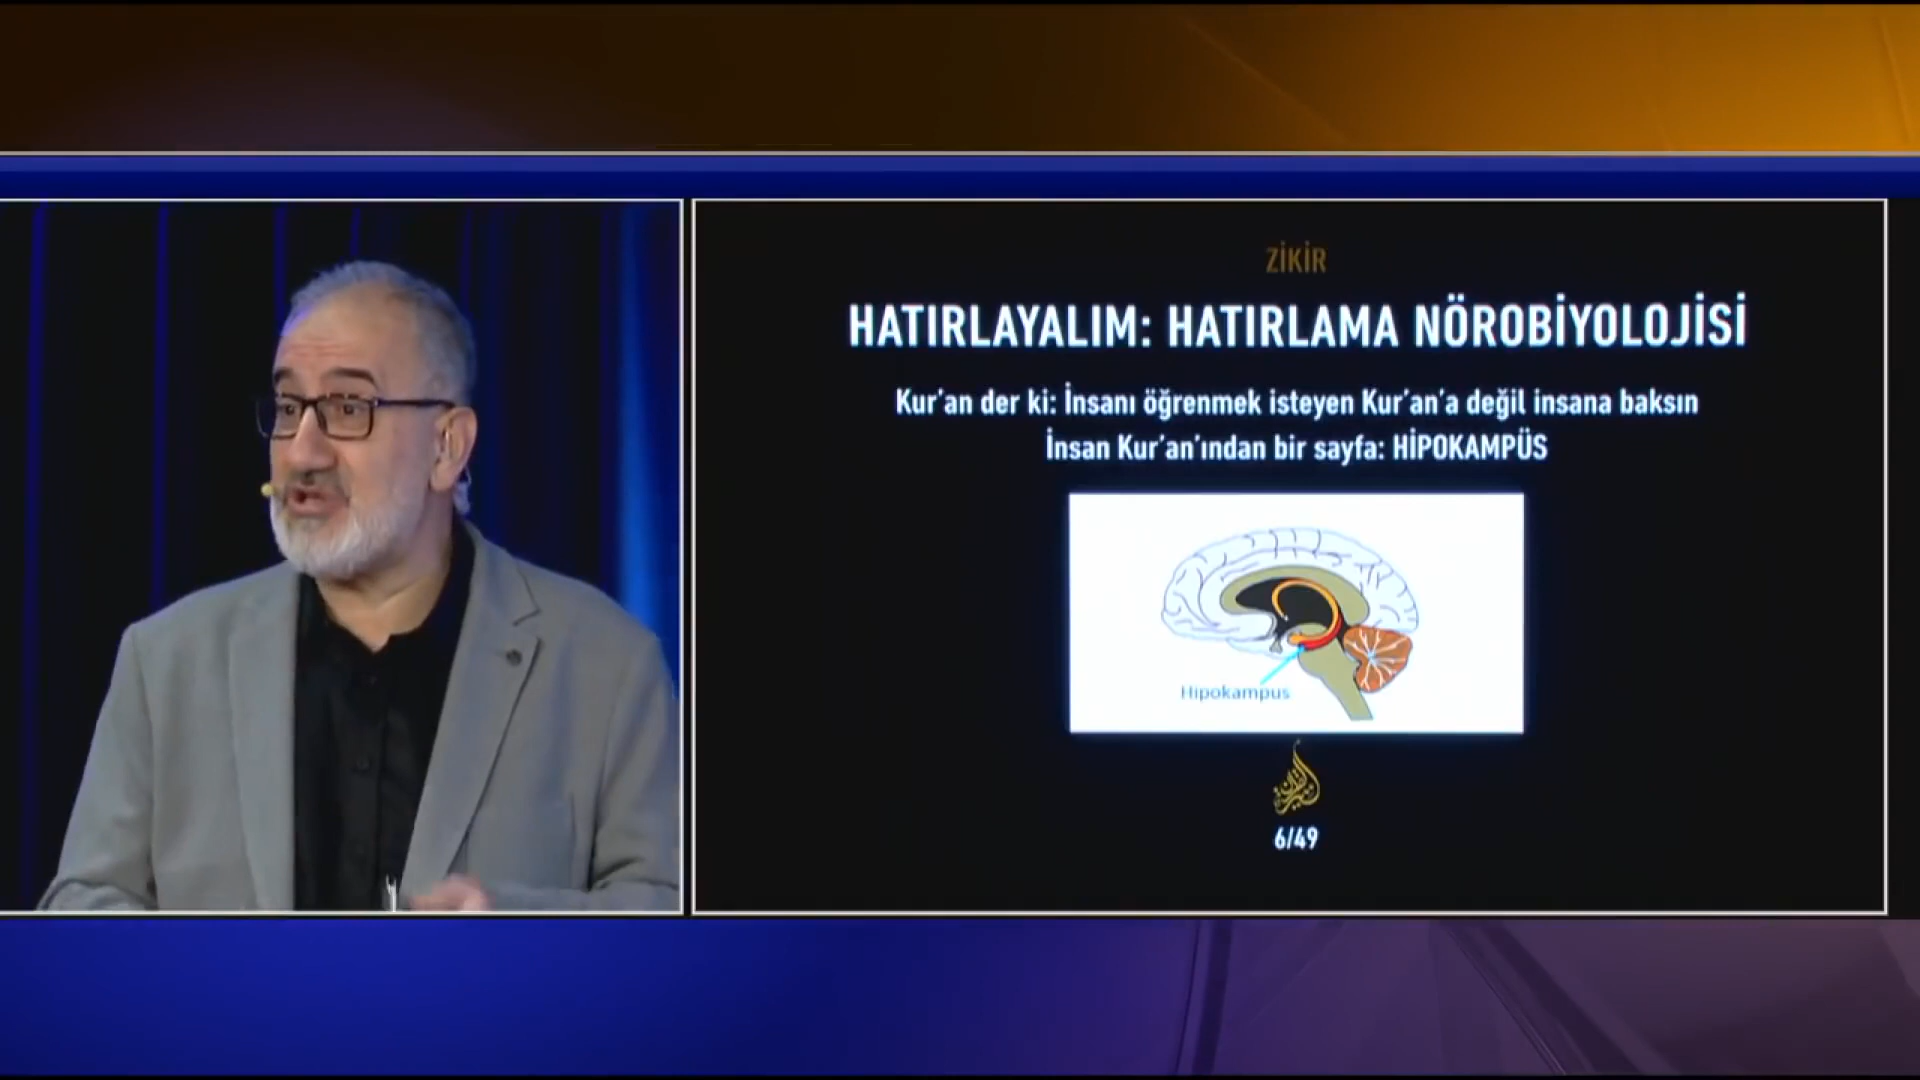 ZİKİR
HATIRLAYALIM: HATIRLAMA NÖROBİYOLOJİSİ
Kur'an der ki: İnsanı öğrenmek isteyen Kur'an'a değil insana baksın
İnsan Kur'an'ından bir sayfa: HİPOKAMPÜS
Hipokampus
6/49